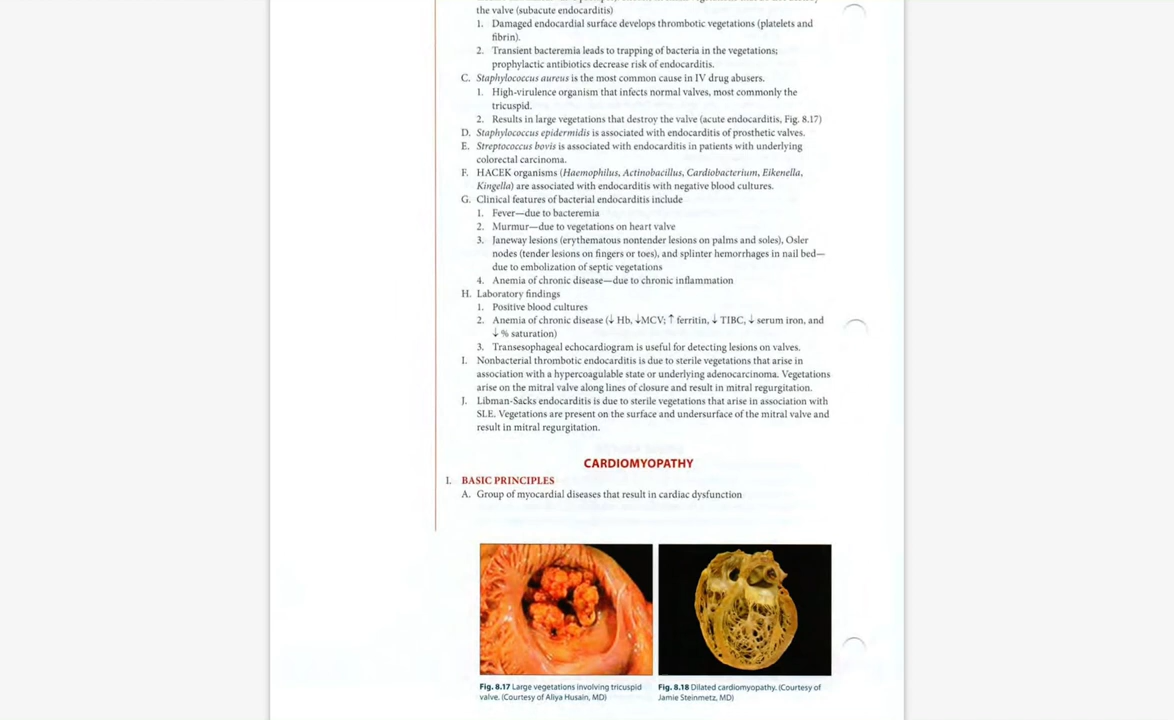 the valve (subacute endocarditis)
1. Damaged endocardial surface develops thrombotic vegetations (platelets and
fibrin).
2. Transient bacteremia leads to trapping of bacteria in the vegetations;
prophylactic antibiotics decrease risk of endocarditis.
C. Staphylococcus aureus is the most common cause in IV drug abusers.
1. High-virulence organism that infects normal valves, most commonly the
tricuspid.
2. Results in large vegetations that destroy the valve (acute endocarditis, Fig. 8.17)
D. Staphylococcus epidermidis is associated with endocarditis of prosthetic valves.
E. Streptococcus bovis is associated with endocarditis in patients with underlying
colorectal carcinoma.
F. HACEK organisms (Haemophilus, Actinobacillus, Cardiobacterium, Eikenella,
Kingella) are associated with endocarditis with negative blood cultures.
G. Clinical features of bacterial endocarditis include
1. Fever—due to bacteremia
2. Murmur—due to vegetations on heart valve
3. Janeway lesions (erythematous nontender lesions on palms and soles), Osler
nodes (tender lesions on fingers or toes), and splinter hemorrhages in nail bed—
due to embolization of septic vegetations
4. Anemia of chronic disease—due to chronic inflammation
H. Laboratory findings
1. Positive blood cultures
2. Anemia of chronic disease (↓ Hb, ↓MCV; ↑ ferritin, ↓ TIBC, ↓ serum iron, and
↓ % saturation)
3. Transesophageal echocardiogram is useful for detecting lesions on valves.
I. Nonbacterial thrombotic endocarditis is due to sterile vegetations that arise in
association with a hypercoagulable state or underlying adenocarcinoma. Vegetations
arise on the mitral valve along lines of closure and result in mitral regurgitation.
J. Libman-Sacks endocarditis is due to sterile vegetations that arise in association with
SLE. Vegetations are present on the surface and undersurface of the mitral valve and
result in mitral regurgitation.
CARDIOMYOPATHY
I. BASIC PRINCIPLES
A. Group of myocardial diseases that result in cardiac dysfunction
Fig. 8.17 Large vegetations involving tricuspid
valve. (Courtesy of Aliya Husain, MD)
Fig. 8.18 Dilated cardiomyopathy. (Courtesy of
Jamie Steinmetz, MD)